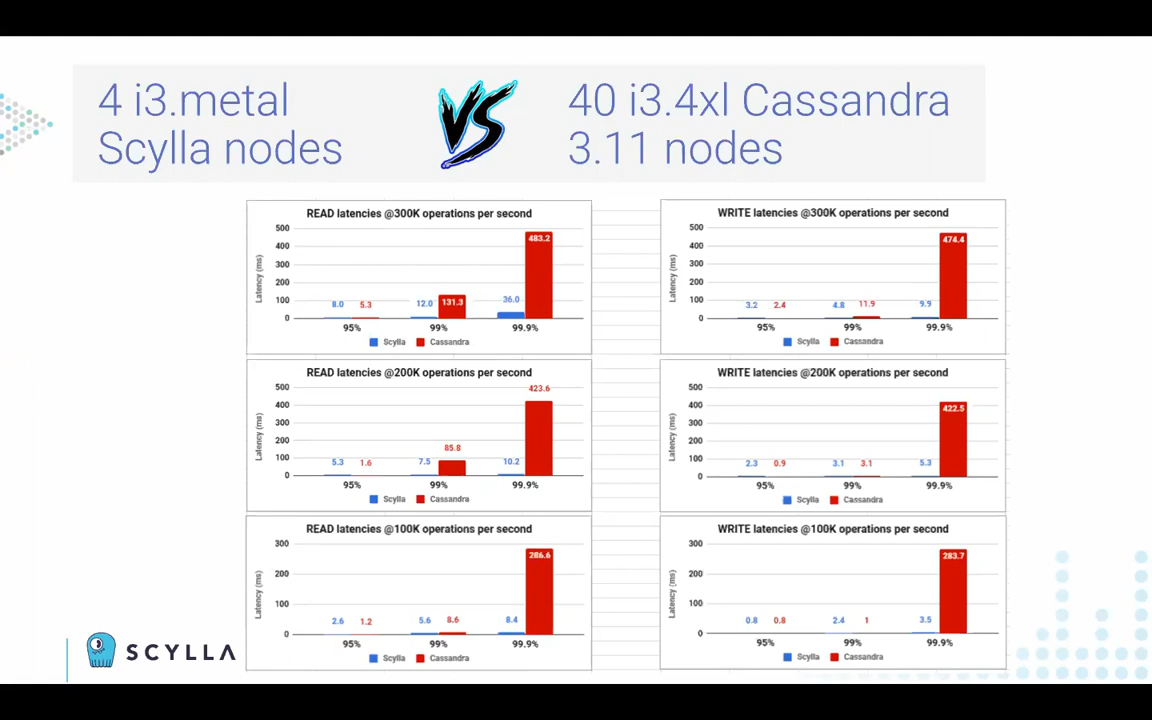 4 i3.metal
Scylla nodes
VS
40 i3.4xl Cassandra
3.11 nodes
READ latencies @300K operations per second
500
400
300
200
100
0
Latency (ms)
8.0 5.3 12.0 131.3 36.0 483.2
95% 99% 99.9%
Scylla Cassandra
WRITE latencies @300K operations per second
500
400
300
200
100
0
Latency (ms)
3.2 2.4 4.8 11.9 9.9 474.4
95% 99% 99.9%
Scylla Cassandra
READ latencies @200K operations per second
500
400
300
200
100
0
Latency (ms)
5.3 1.6 7.5 85.8 10.2 423.6
95% 99% 99.9%
Scylla Cassandra
WRITE latencies @200K operations per second
500
400
300
200
100
0
Latency (ms)
2.3 0.9 3.1 3.1 5.3 422.5
95% 99% 99.9%
Scylla Cassandra
READ latencies @100K operations per second
300
200
100
0
Latency (ms)
2.6 1.2 5.6 8.6 8.4 286.6
95% 99% 99.9%
Scylla Cassandra
WRITE latencies @100K operations per second
300
200
100
0
Latency (ms)
0.8 0.8 2.4 1 3.5 283.7
95% 99% 99.9%
Scylla Cassandra
SCYLLA